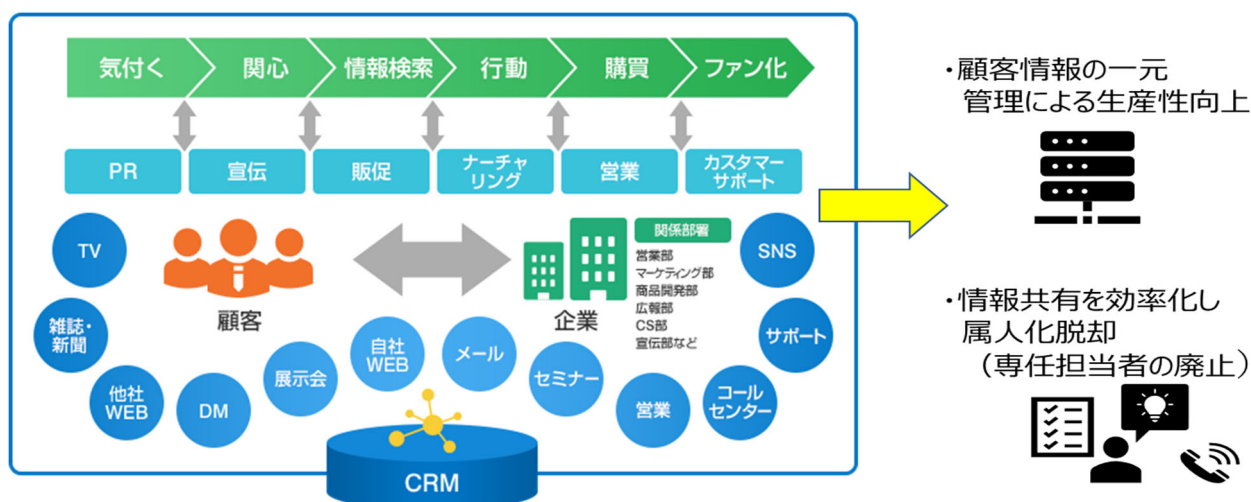 気付く
関心
情報検索
行動
購買
ファン化
PR
宣伝
販促
ナーチャ
リング
営業
カスタマー
サポート
TV
雑誌・
新聞
他社
WEB
DM
展示会
自社
WEB
メール
セミナー
営業
コール
センター
サポート
SNS
顧客
企業
関係部署
営業部
マーケティング部
商品開発部
広報部
CS部
宣伝部など
CRM
・顧客情報の一元
管理による生産性向上
・情報共有を効率化し
属人化脱却
（専任担当者の廃止）